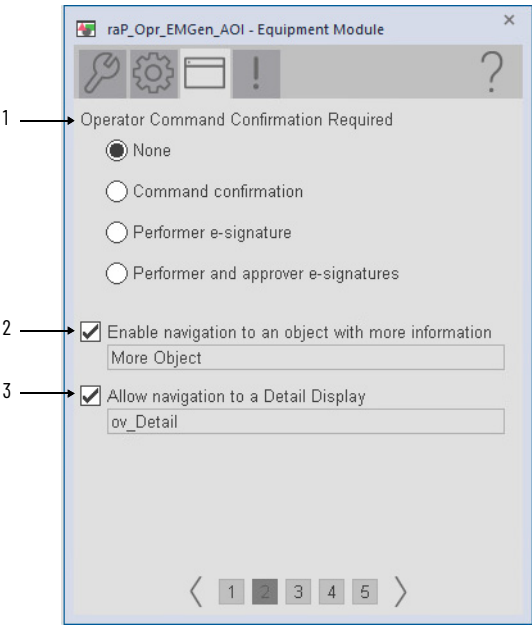 raP_Opr_EMGen_AOI - Equipment Module
1
Operator Command Confirmation Required
None
Command confirmation
Performer e-signature
Performer and approver e-signatures
2
Enable navigation to an object with more information
More Object
3
Allow navigation to a Detail Display
ov_Detail
1 2 3 4 5